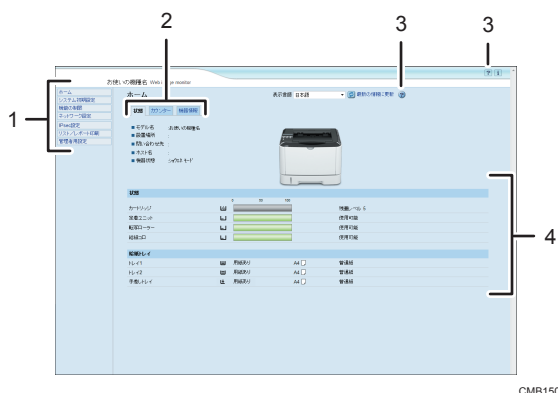 2
3
3
お使いの機種名 Web
ge monitor
ホーム
システム初期設定
機器の制限
ネットワーク設定
IPsec設定
リスト/レポート印刷
管理者用設定
1
ホーム
表示言語 日本語
最新の情報に更新
状態 カウンター 機器情報
モデル名 :お使いの機種名
設置場所 :
問い合わせ先 :
ホスト名 :
機器状態
状態
0 50 100
カートリッジ
残量レベル 5
定着ユニット
使用可能
転写ローラー
使用可能
給紙コロ
使用可能
給紙トレイ
トレイ1 用紙あり A4 普通紙
トレイ2 用紙あり A4 普通紙
手差しトレイ 用紙あり A4 普通紙
4
CMB150